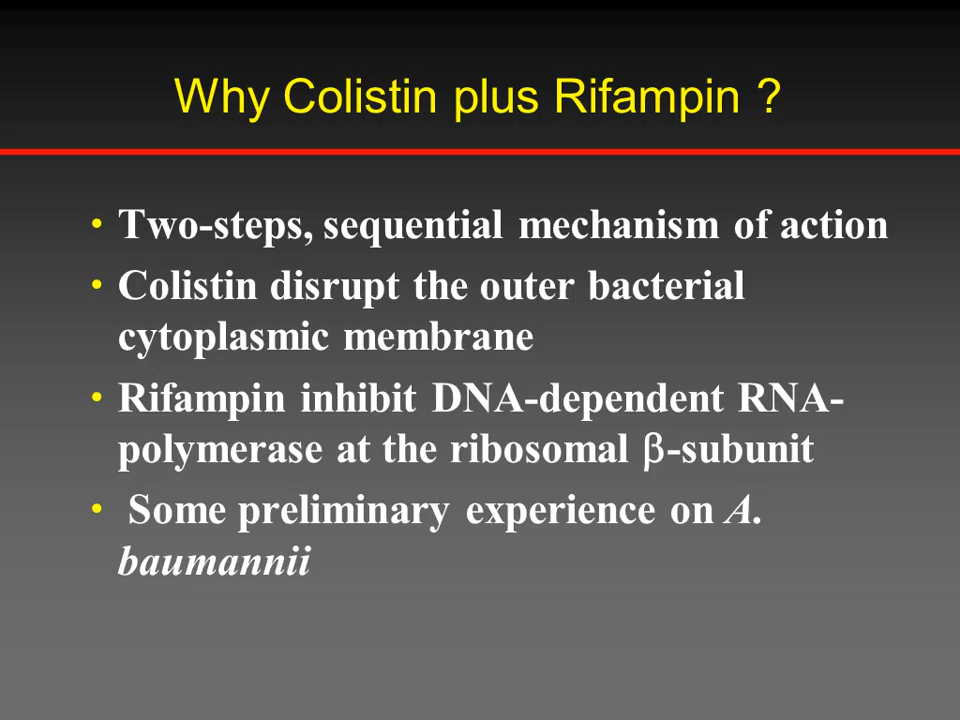 Why Colistin plus Rifampin ?
• Two-steps, sequential mechanism of action
• Colistin disrupt the outer bacterial
cytoplasmic membrane
• Rifampin inhibit DNA-dependent RNA-
polymerase at the ribosomal β-subunit
• Some preliminary experience on A.
baumannii